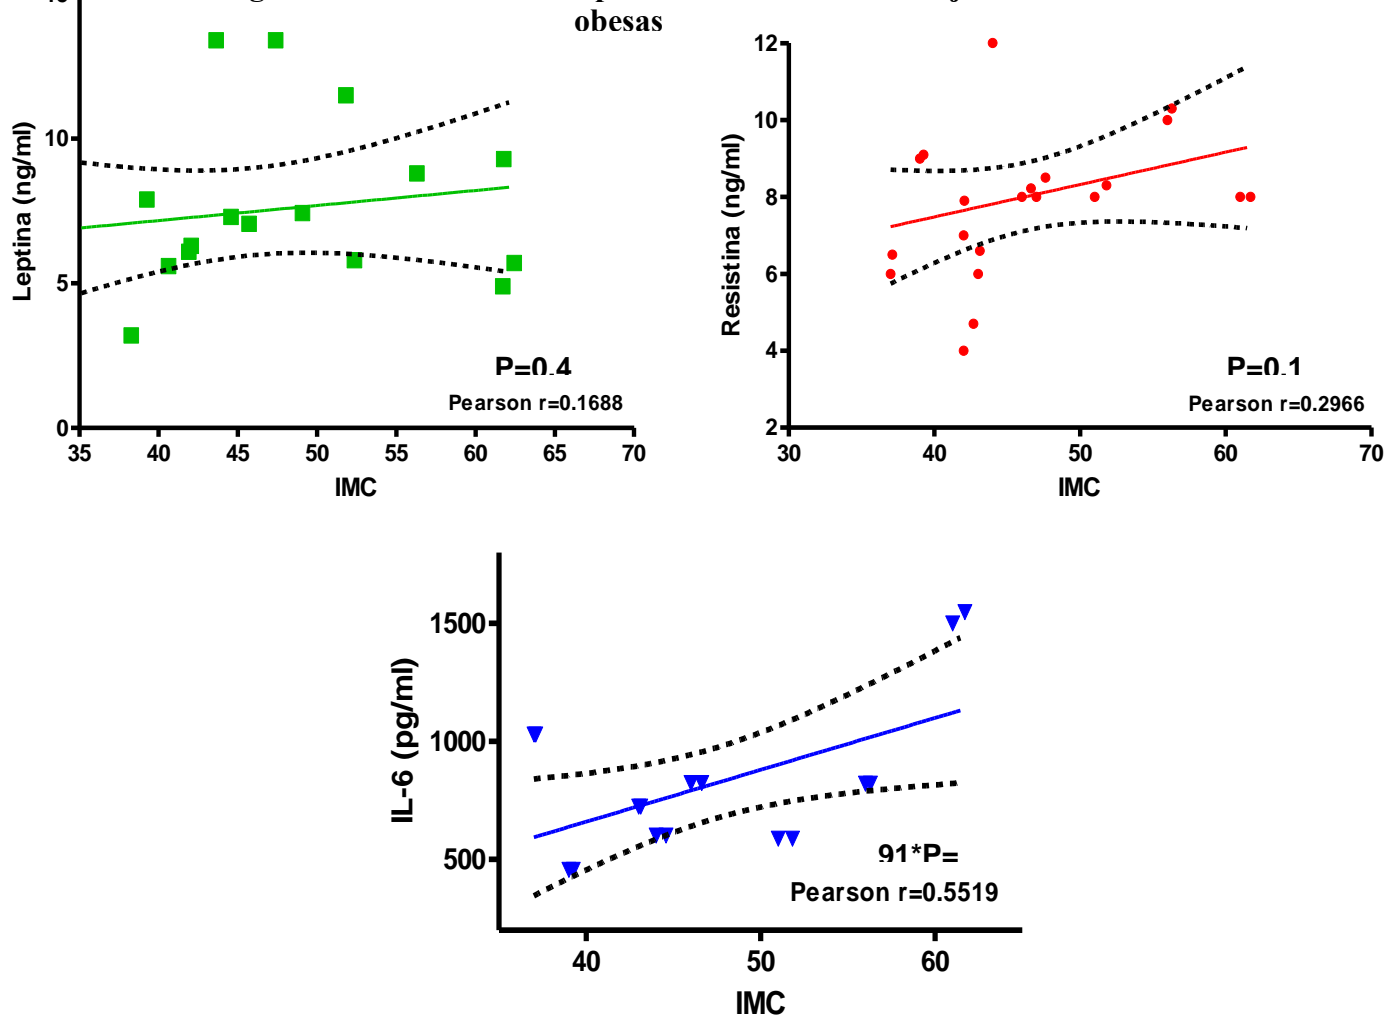 obesas
Leptina (ng/ml)
10
5
0
35 40 45 50 55 60 65 70
IMC
P=0.4
Pearson r=0.1688
Resistina (ng/ml)
12
10
8
6
4
2
30 40 50 60 70
IMC
P=0.1
Pearson r=0.2966
IL-6 (pg/ml)
1500
1000
500
40 50 60
IMC
91*P=
Pearson r=0.5519